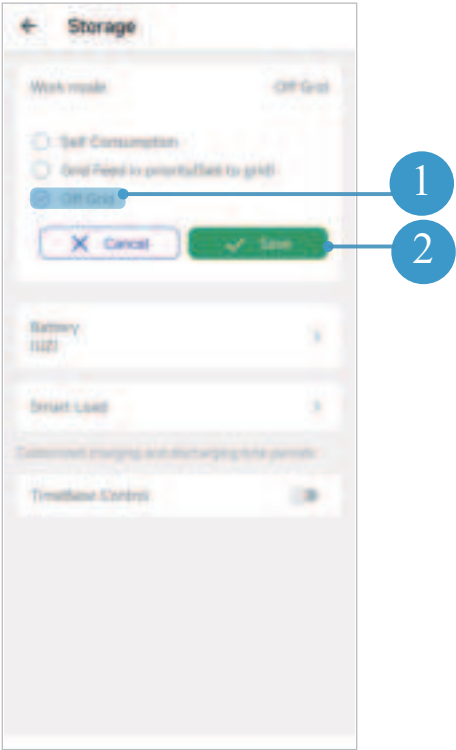 Storage
Work mode Off Grid
Self Consumption
Grid Feed in priority(Sell to grid)
Off Grid
1
Cancel Save
2
Battery
Smart Load
Customized charging and discharging time periods
Timebase Control